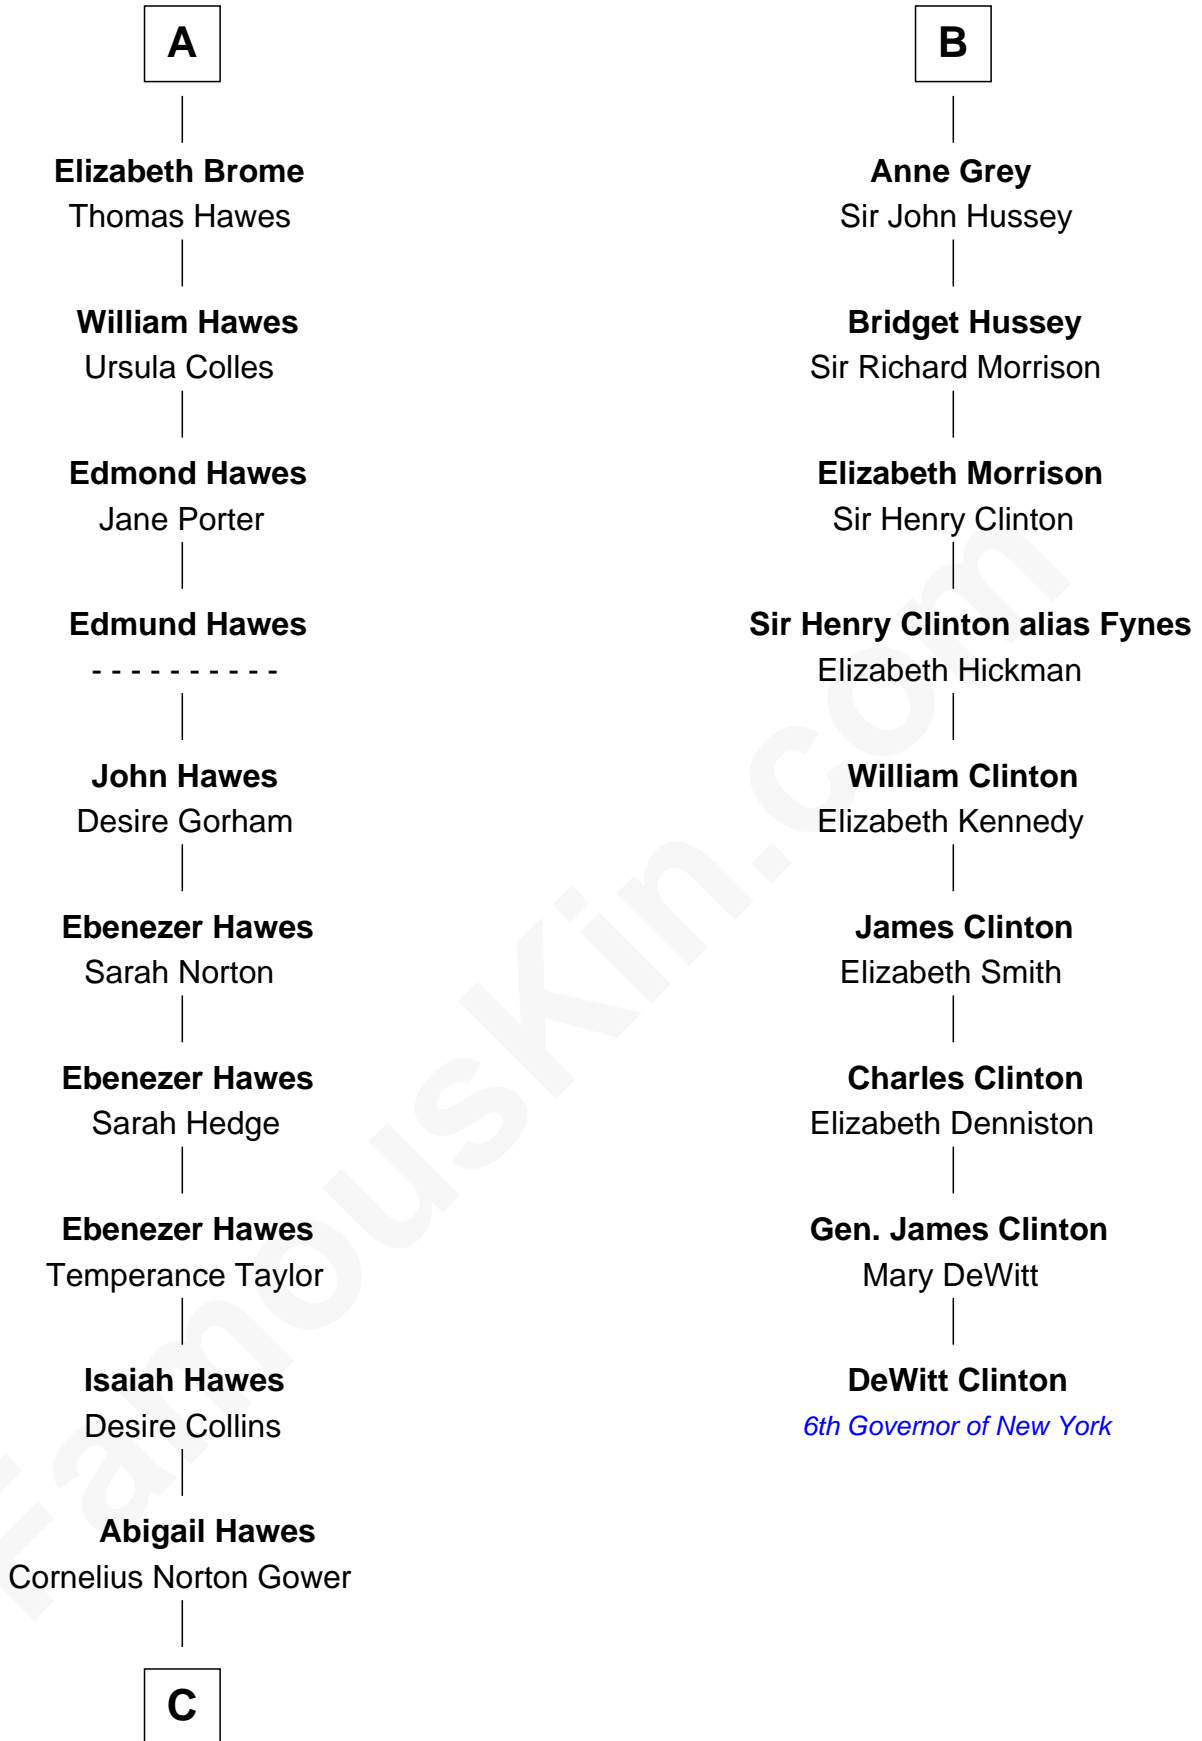 A
Elizabeth Brome
Thomas Hawes
William Hawes
Ursula Colles
Edmond Hawes
Jane Porter
Edmund Hawes
- - - - - - - - - -
John Hawes
Desire Gorham
Ebenezer Hawes
Sarah Norton
Ebenezer Hawes
Sarah Hedge
Ebenezer Hawes
Temperance Taylor
Isaiah Hawes
Desire Collins
Abigail Hawes
Cornelius Norton Gower
C
B
Anne Grey
Sir John Hussey
Bridget Hussey
Sir Richard Morrison
Elizabeth Morrison
Sir Henry Clinton
Sir Henry Clinton alias Fynes
Elizabeth Hickman
William Clinton
Elizabeth Kennedy
James Clinton
Elizabeth Smith
Charles Clinton
Elizabeth Denniston
Gen. James Clinton
Mary DeWitt
DeWitt Clinton
6th Governor of New York
FamousKin.com